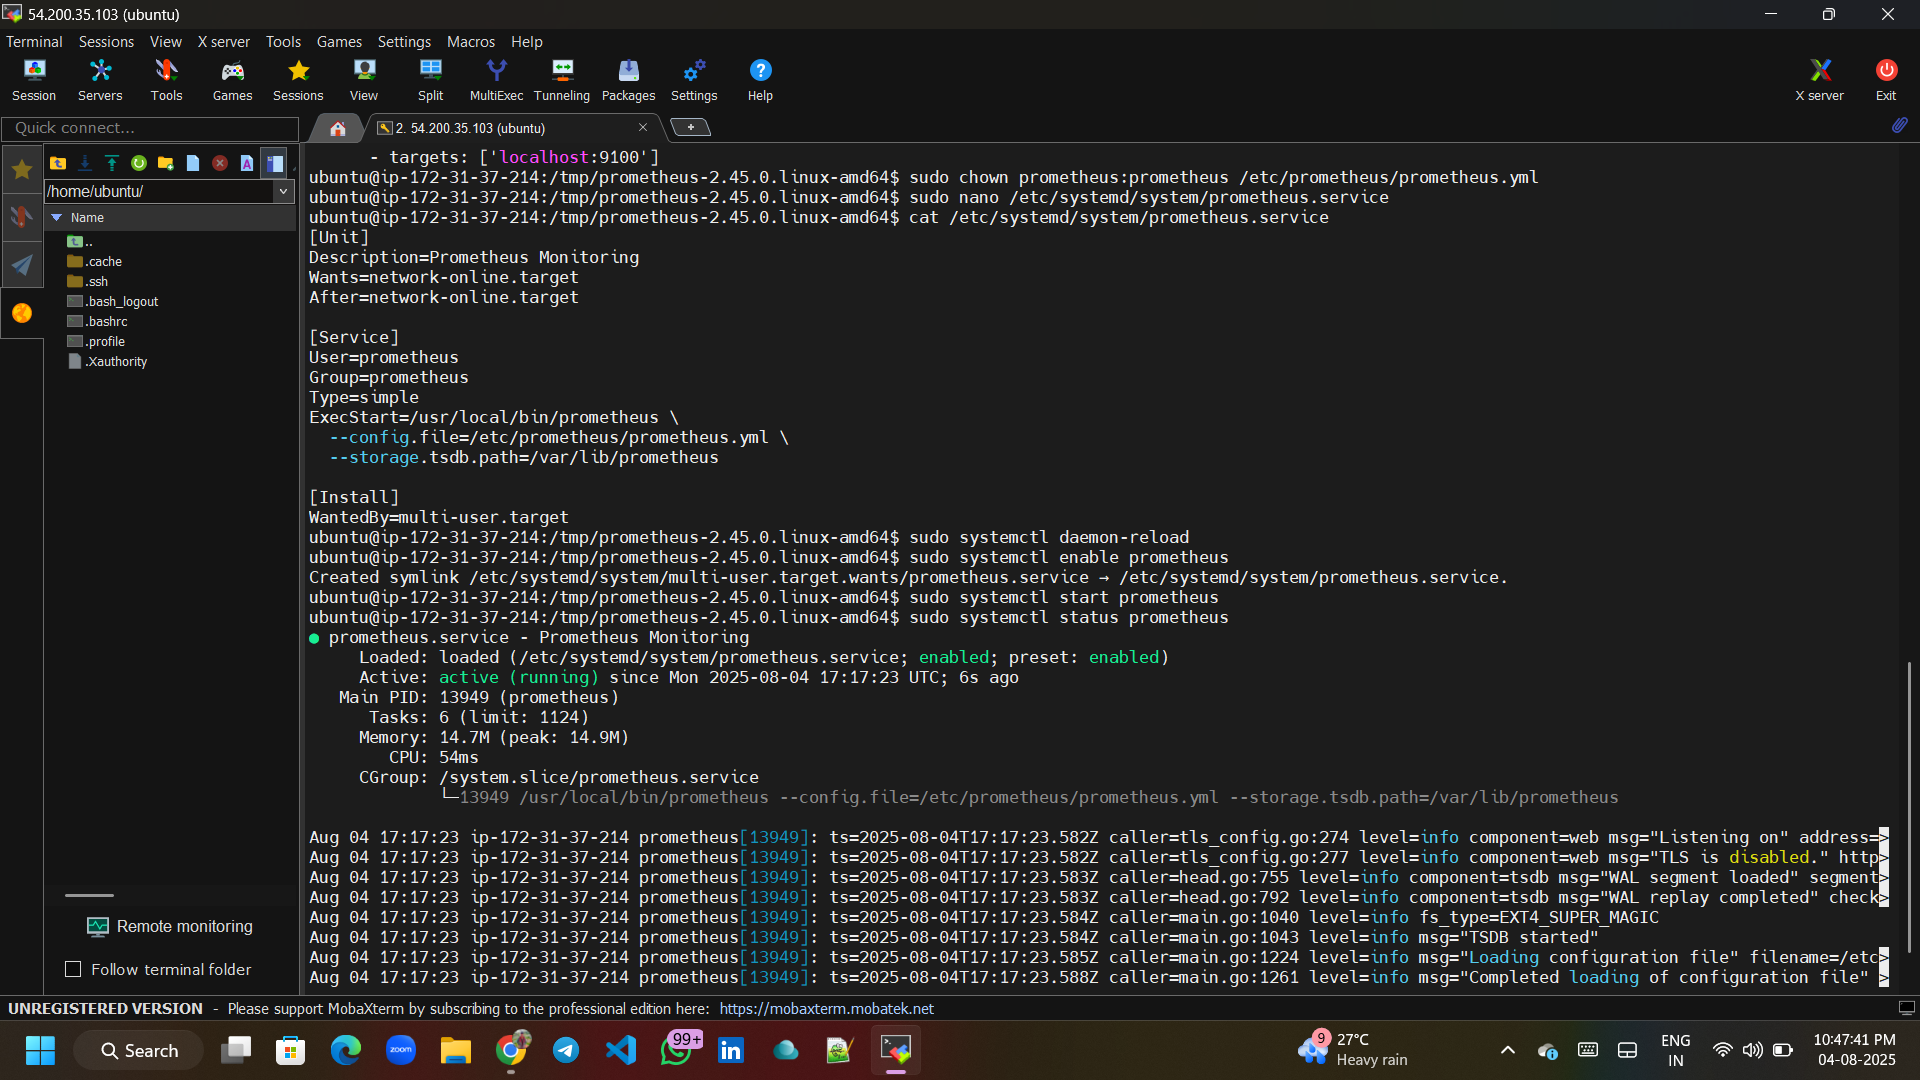 54.200.35.103 (ubuntu)
Terminal Sessions View X server Tools Games Settings Macros Help
Session Servers Tools Games Sessions View Split MultiExec Tunneling Packages Settings Help X server Exit
Quick connect...
2. 54.200.35.103 (ubuntu)
/home/ubuntu/
Name
..
.cache
.ssh
.bash_logout
.bashrc
.profile
.Xauthority
Remote monitoring
Follow terminal folder
- targets: ['localhost:9100']
ubuntu@ip-172-31-37-214:/tmp/prometheus-2.45.0.linux-amd64$ sudo chown prometheus:prometheus /etc/prometheus/prometheus.yml
ubuntu@ip-172-31-37-214:/tmp/prometheus-2.45.0.linux-amd64$ sudo nano /etc/systemd/system/prometheus.service
ubuntu@ip-172-31-37-214:/tmp/prometheus-2.45.0.linux-amd64$ cat /etc/systemd/system/prometheus.service
[Unit]
Description=Prometheus Monitoring
Wants=network-online.target
After=network-online.target
[Service]
User=prometheus
Group=prometheus
Type=simple
ExecStart=/usr/local/bin/prometheus \
--config.file=/etc/prometheus/prometheus.yml \
--storage.tsdb.path=/var/lib/prometheus
[Install]
WantedBy=multi-user.target
ubuntu@ip-172-31-37-214:/tmp/prometheus-2.45.0.linux-amd64$ sudo systemctl daemon-reload
ubuntu@ip-172-31-37-214:/tmp/prometheus-2.45.0.linux-amd64$ sudo systemctl enable prometheus
Created symlink /etc/systemd/system/multi-user.target.wants/prometheus.service → /etc/systemd/system/prometheus.service.
ubuntu@ip-172-31-37-214:/tmp/prometheus-2.45.0.linux-amd64$ sudo systemctl start prometheus
ubuntu@ip-172-31-37-214:/tmp/prometheus-2.45.0.linux-amd64$ sudo systemctl status prometheus
● prometheus.service - Prometheus Monitoring
Loaded: loaded (/etc/systemd/system/prometheus.service; enabled; preset: enabled)
Active: active (running) since Mon 2025-08-04 17:17:23 UTC; 6s ago
Main PID: 13949 (prometheus)
Tasks: 6 (limit: 1124)
Memory: 14.7M (peak: 14.9M)
CPU: 54ms
CGroup: /system.slice/prometheus.service
└─13949 /usr/local/bin/prometheus --config.file=/etc/prometheus/prometheus.yml --storage.tsdb.path=/var/lib/prometheus
Aug 04 17:17:23 ip-172-31-37-214 prometheus[13949]: ts=2025-08-04T17:17:23.582Z caller=tls_config.go:274 level=info component=web msg="Listening on" address=>
Aug 04 17:17:23 ip-172-31-37-214 prometheus[13949]: ts=2025-08-04T17:17:23.582Z caller=tls_config.go:277 level=info component=web msg="TLS is disabled." http>
Aug 04 17:17:23 ip-172-31-37-214 prometheus[13949]: ts=2025-08-04T17:17:23.583Z caller=head.go:755 level=info component=tsdb msg="WAL segment loaded" segment>
Aug 04 17:17:23 ip-172-31-37-214 prometheus[13949]: ts=2025-08-04T17:17:23.583Z caller=head.go:792 level=info component=tsdb msg="WAL replay completed" check>
Aug 04 17:17:23 ip-172-31-37-214 prometheus[13949]: ts=2025-08-04T17:17:23.584Z caller=main.go:1040 level=info fs_type=EXT4_SUPER_MAGIC
Aug 04 17:17:23 ip-172-31-37-214 prometheus[13949]: ts=2025-08-04T17:17:23.584Z caller=main.go:1043 level=info msg="TSDB started"
Aug 04 17:17:23 ip-172-31-37-214 prometheus[13949]: ts=2025-08-04T17:17:23.585Z caller=main.go:1224 level=info msg="Loading configuration file" filename=/etc>
Aug 04 17:17:23 ip-172-31-37-214 prometheus[13949]: ts=2025-08-04T17:17:23.588Z caller=main.go:1261 level=info msg="Completed loading of configuration file" >
UNREGISTERED VERSION - Please support MobaXterm by subscribing to the professional edition here: https://mobaxterm.mobatek.net
Search
zoom
99+
in
9
27°C
Heavy rain
ENG
IN
10:47:41 PM
04-08-2025